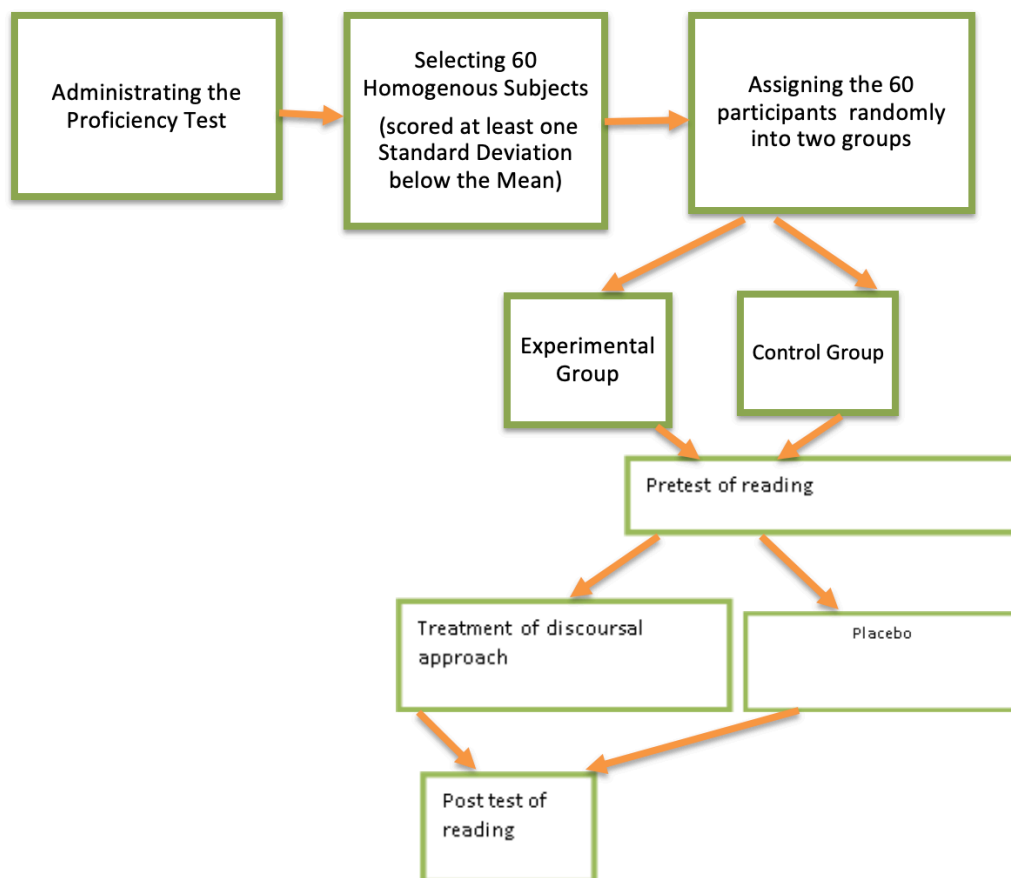 Administrating the
Proficiency Test
Selecting 60
Homogenous Subjects
(scored at least one
Standard Deviation
below the Mean)
Assigning the 60
participants randomly
into two groups
Experimental
Group
Control Group
Pretest of reading
Treatment of discoursal
approach
Placebo
Post test of
reading